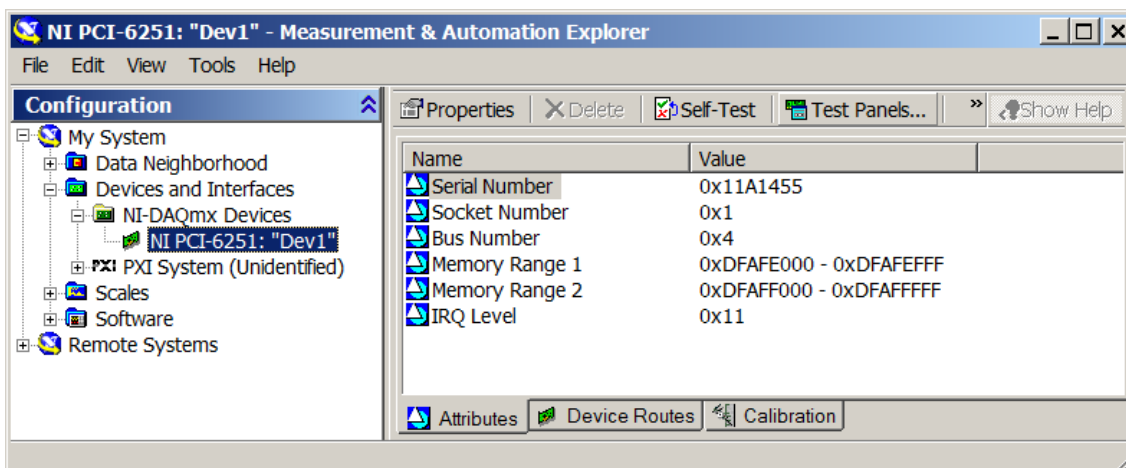 NI PCI-6251: "Dev1" - Measurement & Automation Explorer
File Edit View Tools Help
Configuration
My System
Data Neighborhood
Devices and Interfaces
NI-DAQmx Devices
NI PCI-6251: "Dev1"
PXI PXI System (Unidentified)
Scales
Software
Remote Systems
Properties Delete Self-Test Test Panels... » Show Help
Name Value
Serial Number 0x11A1455
Socket Number 0x1
Bus Number 0x4
Memory Range 1 0xDFAFE000 - 0xDFAFEFFF
Memory Range 2 0xDFAFF000 - 0xDFAFFFFF
IRQ Level 0x11
Attributes Device Routes Calibration